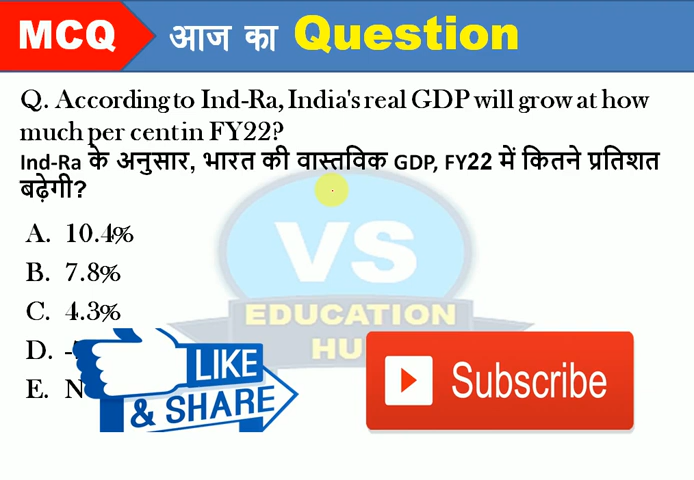 MCQ आज का Question
Q. According to Ind-Ra, India's real GDP will grow at how
much per cent in FY22?
Ind-Ra के अनुसार, भारत की वास्तविक GDP, FY22 में कितने प्रतिशत
बढ़ेगी?
A. 10.4%
B. 7.8%
C. 4.3%
D.
E.
VS
EDUCATION
LIKE
& SHARE
Subscribe